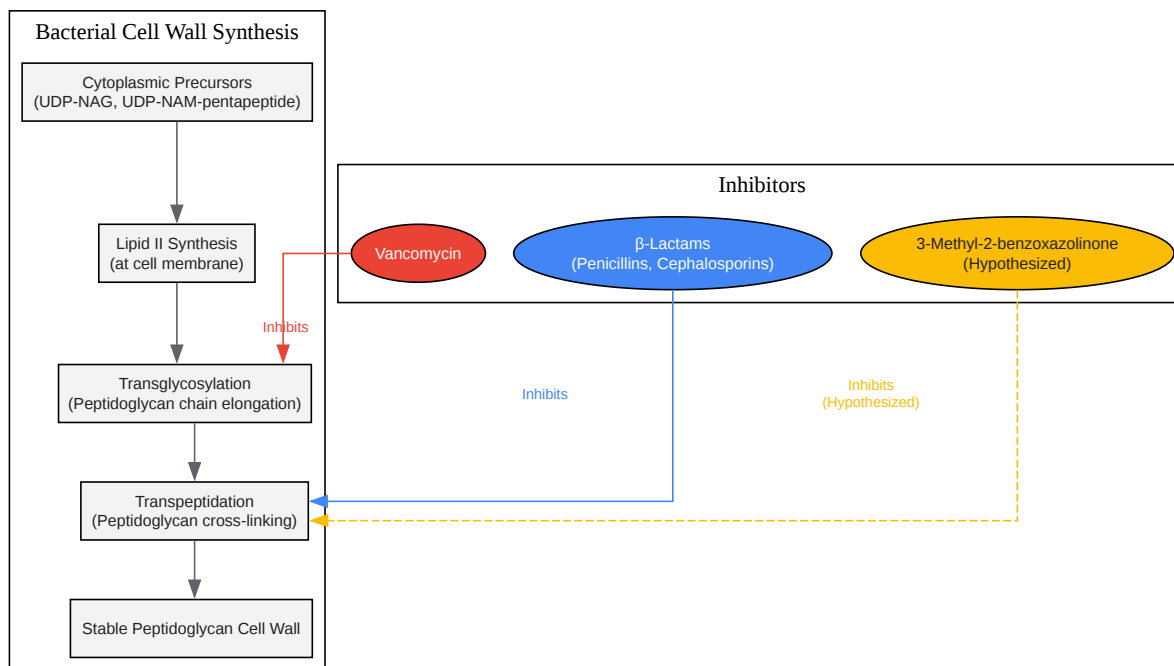 Bacterial Cell Wall Synthesis
Cytoplasmic Precursors
(UDP-NAG, UDP-NAM-pentapeptide)
Inhibitors
Lipid II Synthesis
(at cell membrane)
Vancomycin
β-Lactams
(Penicillins, Cephalosporins)
3-Methyl-2-benzoxazolinone
(Hypothesized)
Inhibits
Transglycosylation
(Peptidoglycan chain elongation)
Inhibits
Inhibits
(Hypothesized)
Transpeptidation
(Peptidoglycan cross-linking)
Stable Peptidoglycan Cell Wall